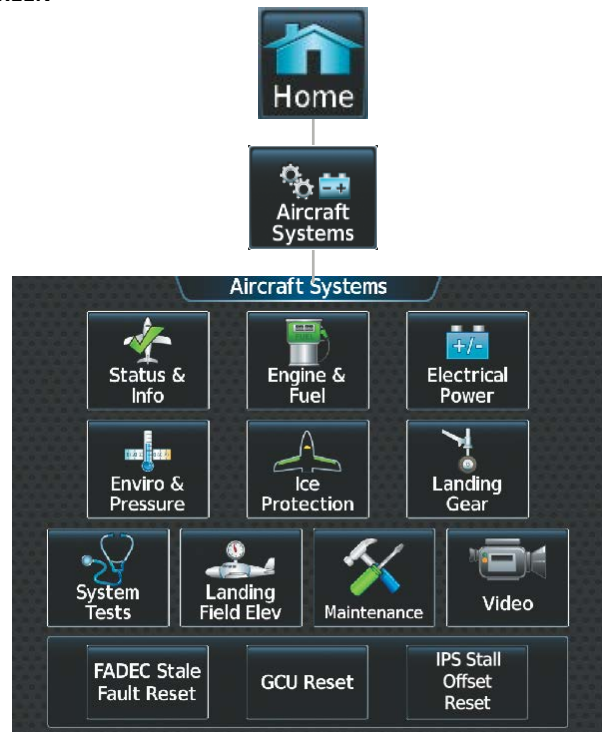 Home
Aircraft
Systems
Aircraft Systems
Status &
Info
Engine &
Fuel
+/-
Electrical
Power
Enviro &
Pressure
Ice
Protection
Landing
Gear
System
Tests
Landing
Field Elev
Maintenance
Video
FADEC Stale
Fault Reset
GCU Reset
IPS Stall
Offset
Reset